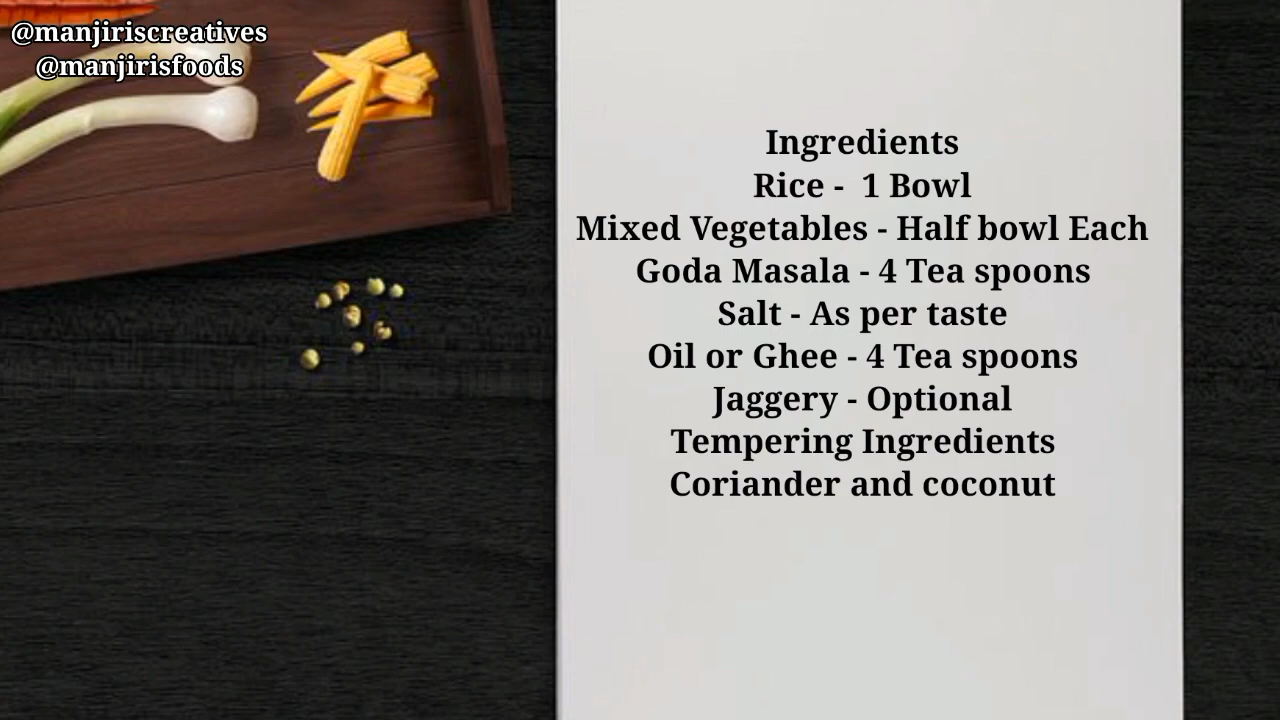 @manjiriscreatives
@manjirisfoods
Ingredients
Rice -  1 Bowl
Mixed Vegetables - Half bowl Each
Goda Masala - 4 Tea spoons
Salt - As per taste
Oil or Ghee - 4 Tea spoons
Jaggery - Optional
Tempering Ingredients
Coriander and coconut